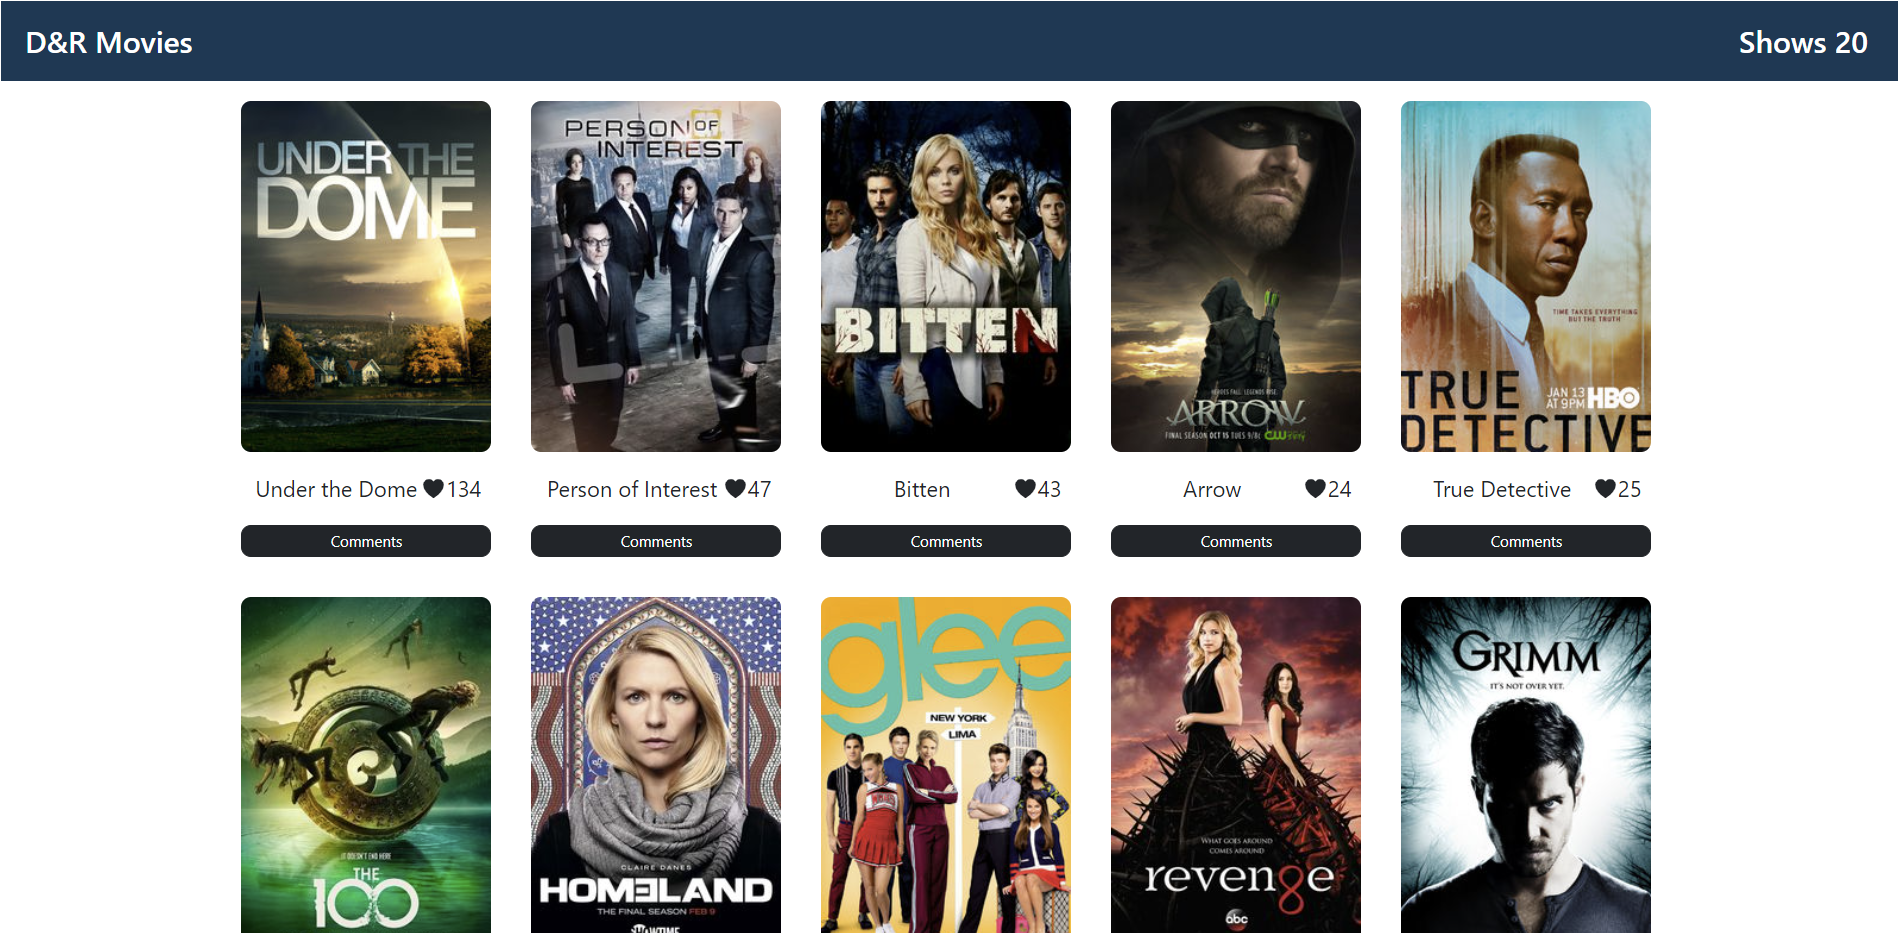 D&R Movies
Shows 20
UNDER THE
DOME
PERSON OF
INTEREST
BITTEN
HEROES FALL. LEGENDS RISE.
ARROW
FINAL SEASON OCT 15 TUES 9/8c CW
TIME TAKES EVERYTHING
BUT THE TRUTH
TRUE
DETECTIVE
JAN 13
AT 9PM HBO
Under the Dome 134
Person of Interest 47
Bitten 43
Arrow 24
True Detective 25
Comments
Comments
Comments
Comments
Comments
IT DOESN'T END HERE
THE
100
CLAIRE DANES
HOMELAND
THE FINAL SEASON FEB 9
SHOWTIME
glee
NEW YORK
LIMA
WHAT GOES AROUND
COMES AROUND
revenge
abc
GRIMM
IT'S NOT OVER YET.